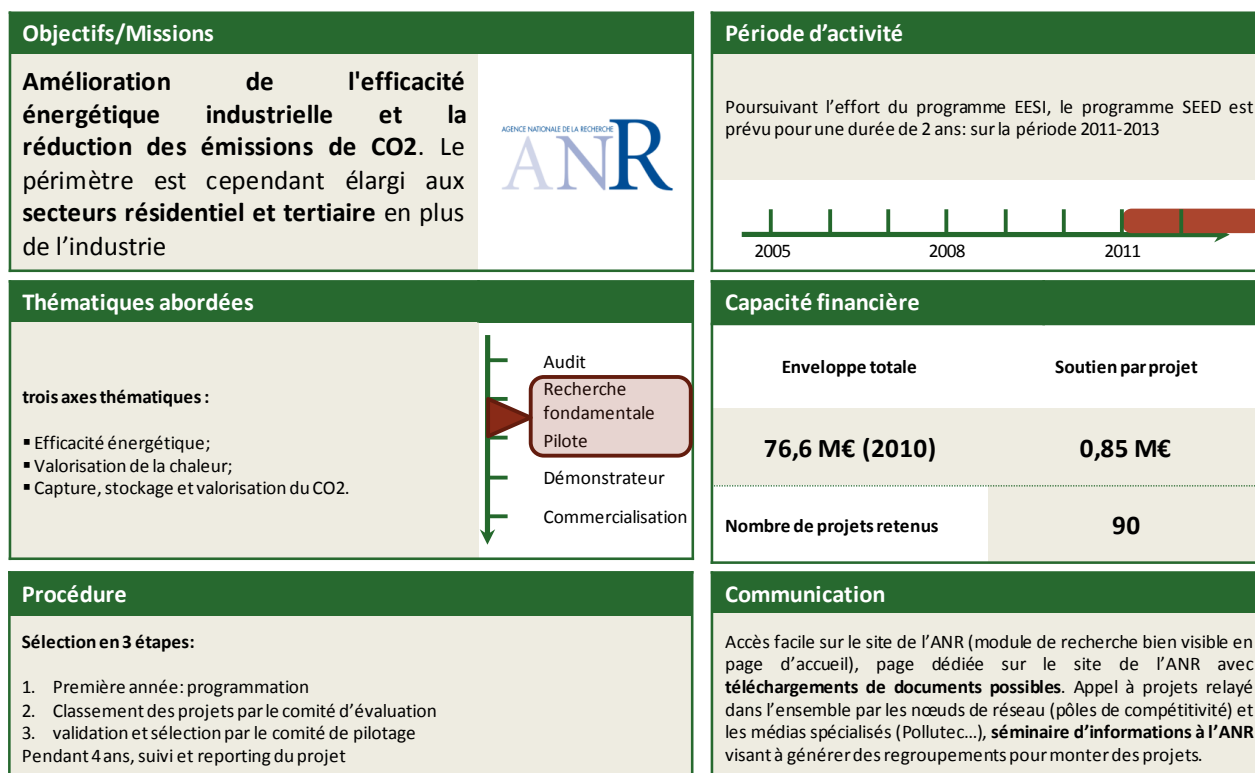 Objectifs/Missions
Amélioration de l'efficacité
énergétique industrielle et la
réduction des émissions de CO2. Le
périmètre est cependant élargi aux
secteurs résidentiel et tertiaire en plus
de l’industrie
AGENCE NATIONALE DE LA RECHERCHE
ANR
Période d’activité
Poursuivant l’effort du programme EESI, le programme SEED est
prévu pour une durée de 2 ans: sur la période 2011-2013
2005 2008 2011
Thématiques abordées
trois axes thématiques :
▪ Efficacité énergétique;
▪ Valorisation de la chaleur;
▪ Capture, stockage et valorisation du CO2.
Audit
Recherche
fondamentale
Pilote
Démonstrateur
Commercialisation
Capacité financière
Enveloppe totale Soutien par projet
76,6 M€ (2010) 0,85 M€
Nombre de projets retenus 90
Procédure
Sélection en 3 étapes:
1. Première année: programmation
2. Classement des projets par le comité d’évaluation
3. validation et sélection par le comité de pilotage
Pendant 4 ans, suivi et reporting du projet
Communication
Accès facile sur le site de l’ANR (module de recherche bien visible en
page d’accueil), page dédiée sur le site de l’ANR avec
téléchargements de documents possibles. Appel à projets relayé
dans l’ensemble par les nœuds de réseau (pôles de compétitivité) et
les médias spécialisés (Pollutec…), séminaire d’informations à l’ANR
visant à générer des regroupements pour monter des projets.